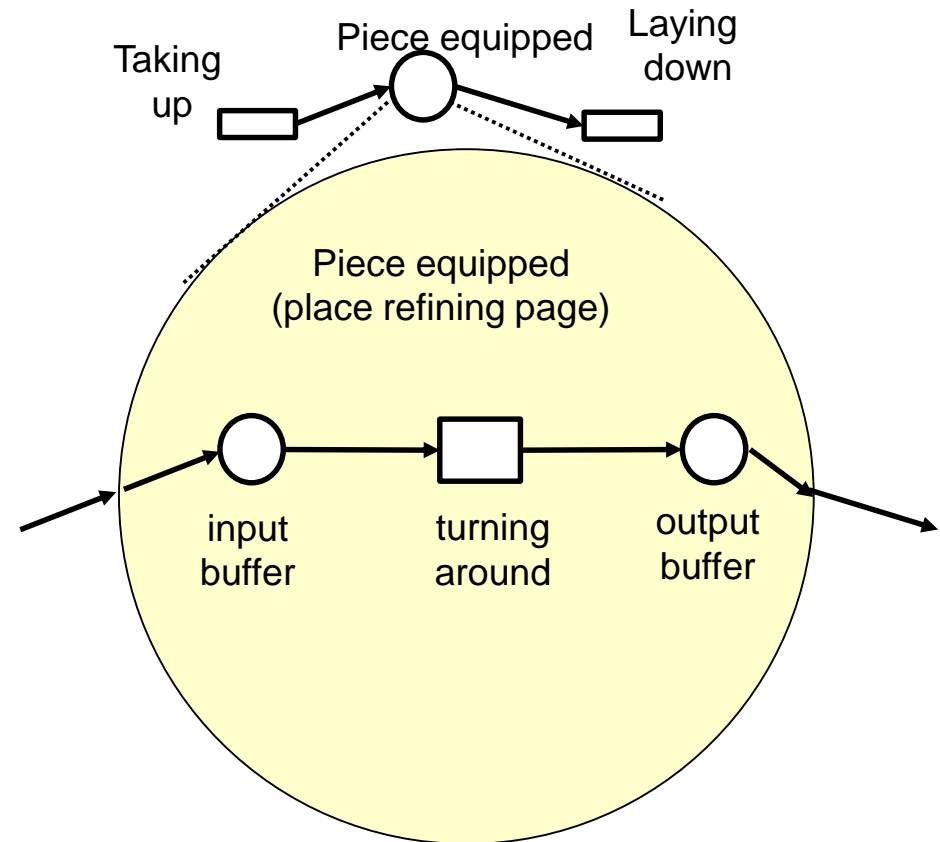 Taking
up
Piece equipped
Laying
down
Piece equipped
(place refining page)
input
buffer
turning
around
output
buffer